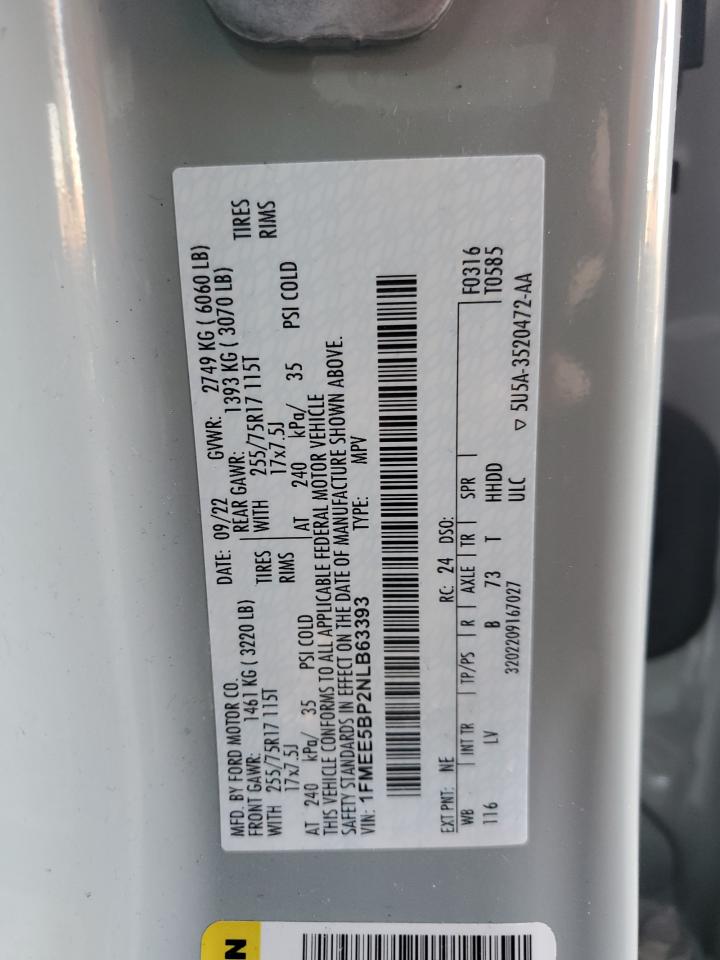 MFD. BY FORD MOTOR CO. DATE: 09/22 GVWR: 2749 KG ( 6060 LB)
FRONT GAWR: 1461 KG ( 3220 LB) REAR GAWR: 1393 KG ( 3070 LB)
WITH 255/75R17 115T TIRES WITH 255/75R17 115T TIRES
17x7.5J RIMS 17x7.5J RIMS
AT 240 kPa/ 35 PSI COLD AT 240 kPa/ 35 PSI COLD
THIS VEHICLE CONFORMS TO ALL APPLICABLE FEDERAL MOTOR VEHICLE
SAFETY STANDARDS IN EFFECT ON THE DATE OF MANUFACTURE SHOWN ABOVE.
VIN: 1FMEE5BP2NLB63393 TYPE: MPV
EXT PNT: NE RC: 24 DSO: F0316
WB INT TR TP/PS R AXLE TR SPR T0585
116 LV B 73 T HHDD
3202209167027 ULC ▽ 5U5A-3520472-AA
N